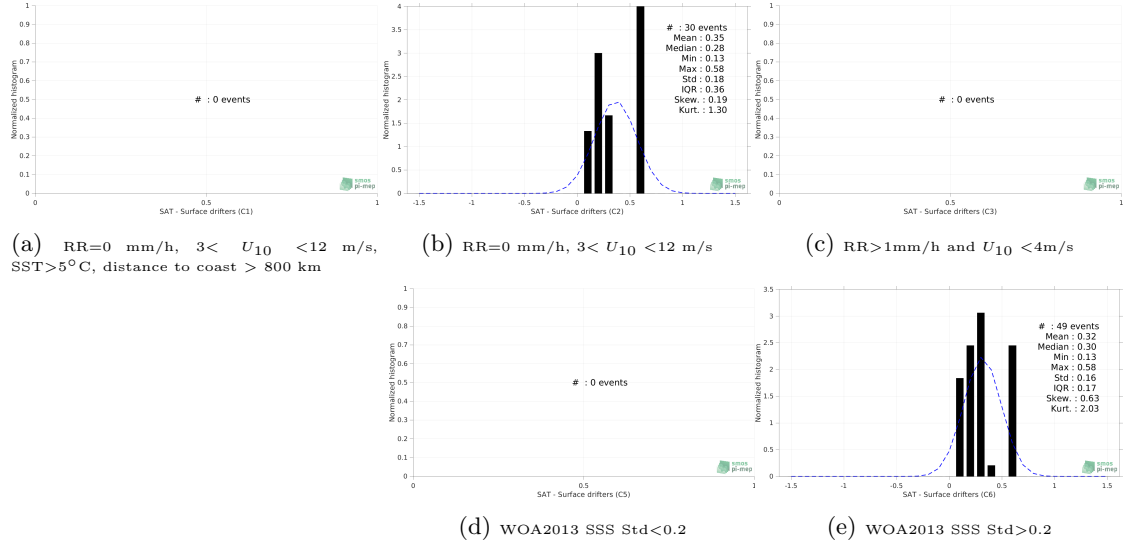 1
0.9
0.8
0.7
0.6
0.5
0.4
0.3
0.2
0.1
0
Normalized histogram
# : 0 events
0 0.5 1
SAT - Surface drifters (C1)
smos
pi-mep
4
3.5
3
2.5
2
1.5
1
0.5
0
Normalized histogram
# : 30 events
Mean : 0.35
Median : 0.28
Min : 0.13
Max : 0.58
Std : 0.18
IQR : 0.36
Skew. : 0.19
Kurt. : 1.30
-1.5 -1 -0.5 0 0.5 1 1.5
SAT - Surface drifters (C2)
smos
pi-mep
1
0.9
0.8
0.7
0.6
0.5
0.4
0.3
0.2
0.1
0
Normalized histogram
# : 0 events
0 0.5 1
SAT - Surface drifters (C3)
smos
pi-mep
(a) RR=0 mm/h, 3< U10 <12 m/s,
SST>5°C, distance to coast > 800 km
(b) RR=0 mm/h, 3< U10 <12 m/s
(c) RR>1mm/h and U10 <4m/s
1
0.9
0.8
0.7
0.6
0.5
0.4
0.3
0.2
0.1
0
Normalized histogram
# : 0 events
0 0.5 1
SAT - Surface drifters (C5)
smos
pi-mep
3.5
3
2.5
2
1.5
1
0.5
0
Normalized histogram
# : 49 events
Mean : 0.32
Median : 0.30
Min : 0.13
Max : 0.58
Std : 0.16
IQR : 0.17
Skew. : 0.63
Kurt. : 2.03
-1.5 -1 -0.5 0 0.5 1 1.5
SAT - Surface drifters (C6)
smos
pi-mep
(d) WOA2013 SSS Std<0.2
(e) WOA2013 SSS Std>0.2